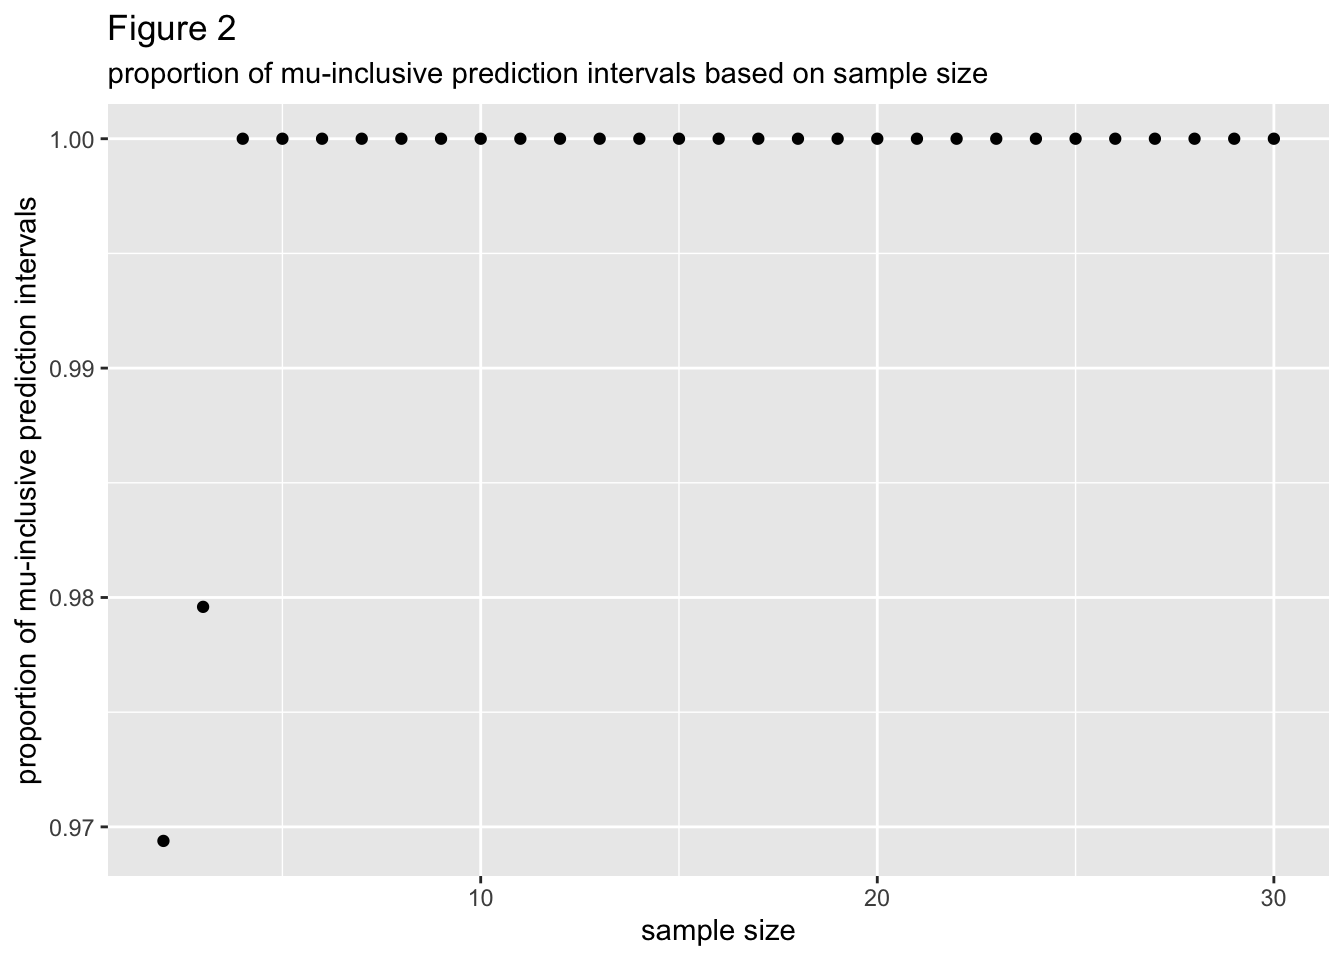 Figure 2
proportion of mu-inclusive prediction intervals based on sample size
proportion of mu-inclusive prediction intervals
1.00
0.99
0.98
0.97
10
20
30
sample size